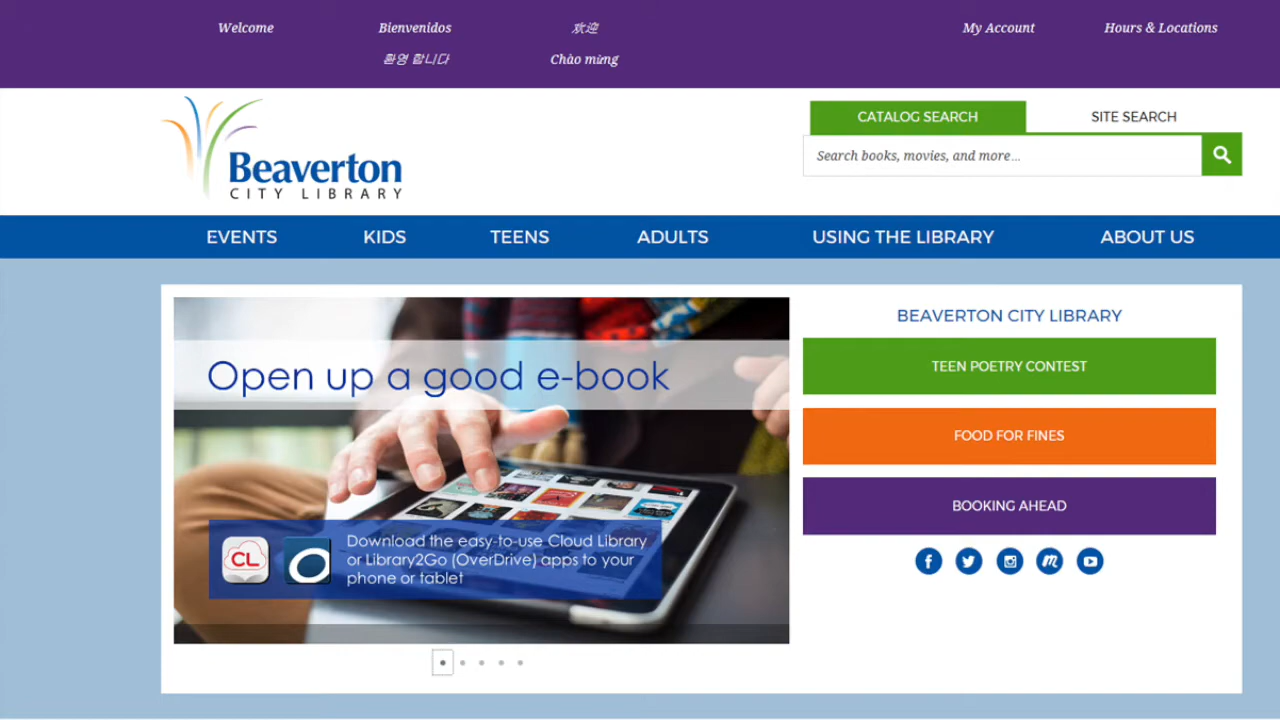 Welcome
Bienvenidos
欢迎
My Account
Hours & Locations
환영 합니다
Chào mừng
Beaverton
CITY LIBRARY
CATALOG SEARCH
SITE SEARCH
Search books, movies, and more...
EVENTS
KIDS
TEENS
ADULTS
USING THE LIBRARY
ABOUT US
Open up a good e-book
CL
Download the easy-to-use Cloud Library
or Library2Go (OverDrive) apps to your
phone or tablet
BEAVERTON CITY LIBRARY
TEEN POETRY CONTEST
FOOD FOR FINES
BOOKING AHEAD